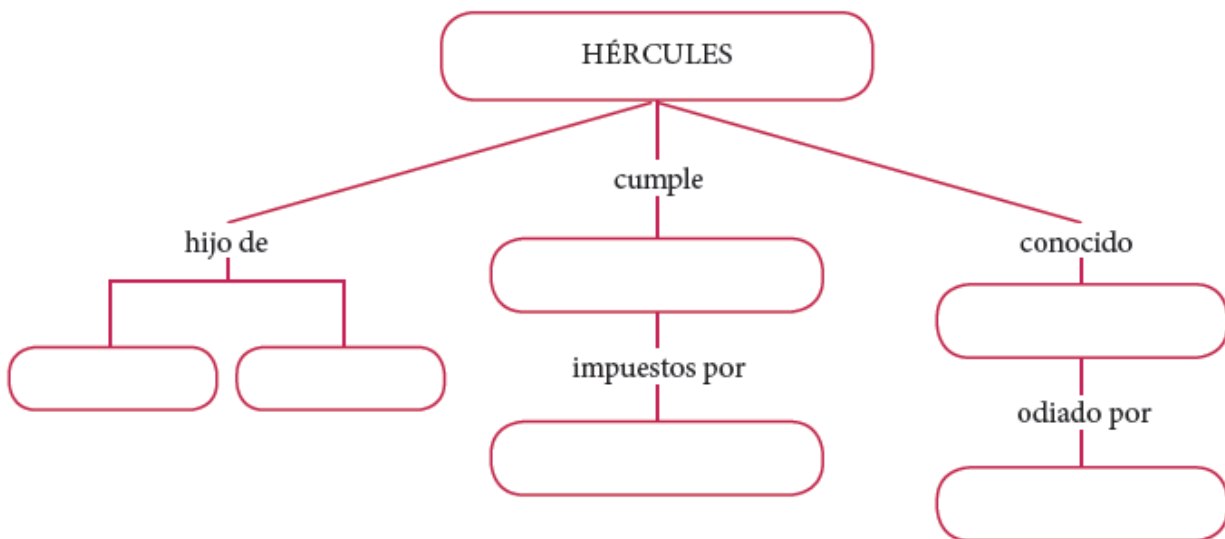 HÉRCULES
cumple
hijo de
conocido
impuestos por
odiado por